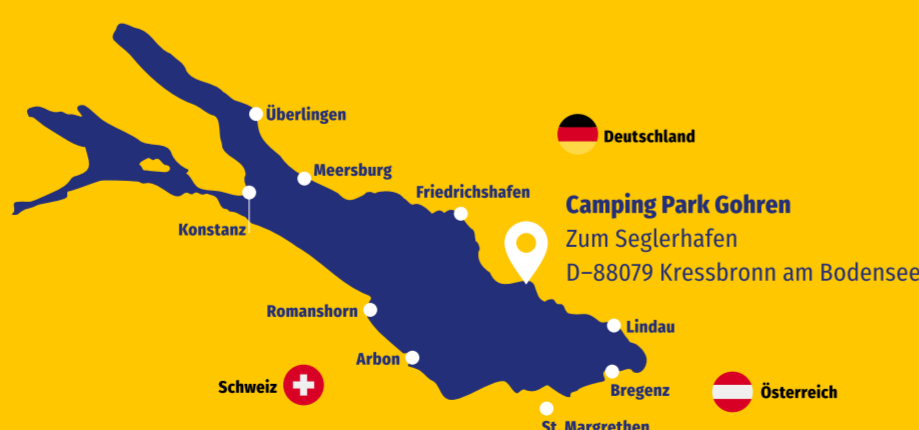 Überlingen
Deutschland
Meersburg
Friedrichshafen
Camping Park Gohren
Zum Seglerhafen
D–88079 Kressbronn am Bodensee
Konstanz
Romanshorn
Lindau
Arbon
Schweiz
Bregenz
Österreich
St. Margrethen